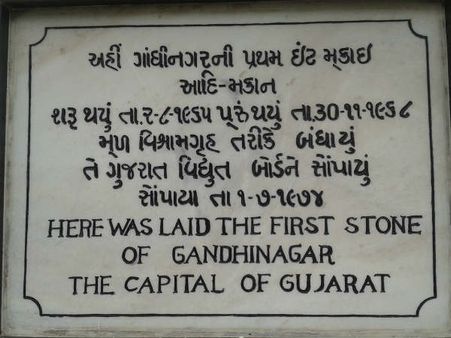 અહીં ગાંધીનગરની પ્રથમ ઇંટ મૂકાઇ
આદિ-મકાન
શરૂ થયું તા.૨-૮-૧૯૬૫ પૂરું થયું તા.૩૦-૧૧-૧૯૬૮
મૂળ વિશ્રામગૃહ તરીકે બંધાયું
તે ગુજરાત વિદ્યુત બોર્ડને સોંપાયું
સોંપાયા તા ૧-૭-૧૯૭૪
HERE WAS LAID THE FIRST STONE
OF GANDHINAGAR
THE CAPITAL OF GUJARAT